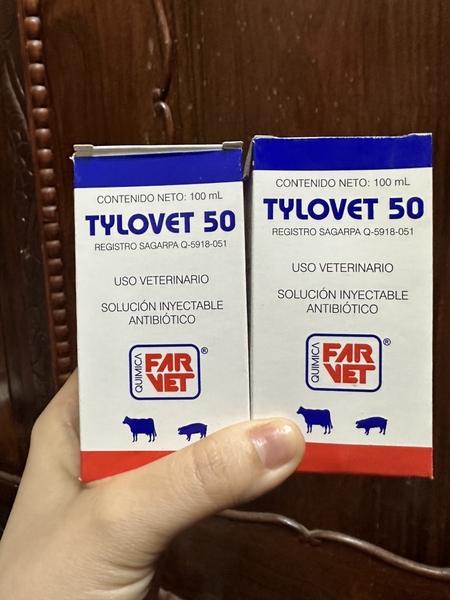 CONTENIDO NETO: 100 mL
TYLOVET 50
REGISTRO SAGARPA Q-5918-051
USO VETERINARIO
SOLUCIÓN INYECTABLE
ANTIBIÓTICO
QUIMICA
FAR
VET
®
CONTENIDO NETO: 100 mL
TYLOVET 50
REGISTRO SAGARPA Q-5918-051
USO VETERINARIO
SOLUCIÓN INYECTABLE
ANTIBIÓTICO
QUIMICA
FAR
VET
®